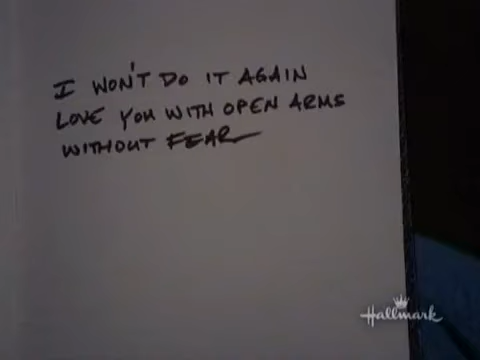 I WON'T DO IT AGAIN
LOVE YOU WITH OPEN ARMS
WITHOUT FEAR
Hallmark